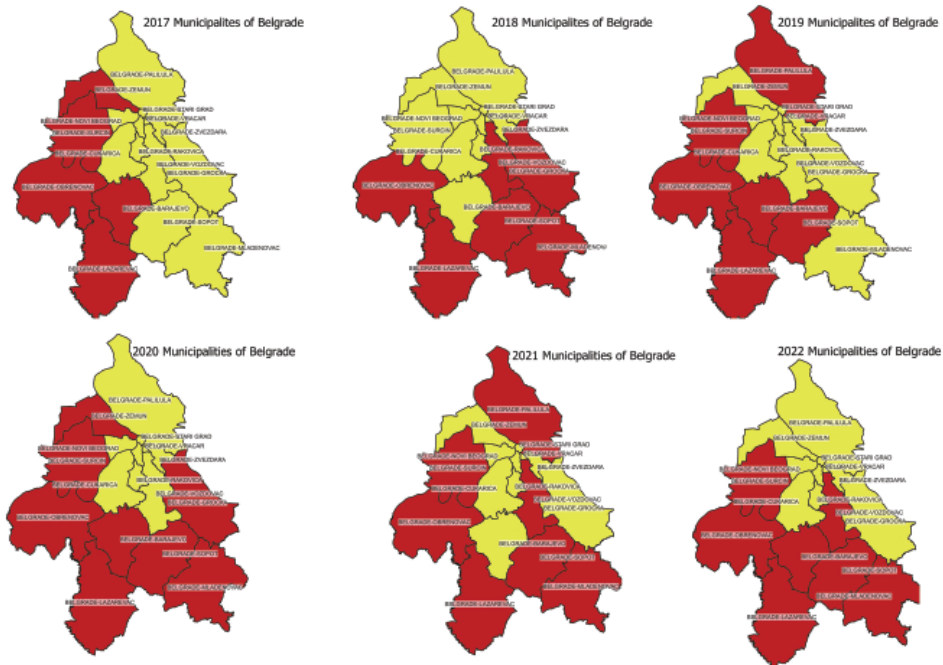 2017 Municipalites of Belgrade
BELGRADE-PALILULA
BELGRADE-ZEMUN
BELGRADE-STARI GRAD
BELGRADE-NOVI BEOGRAD
BELGRADE-VRACAR
BELGRADE-SURCIN
BELGRADE-ZVEZDARA
BELGRADE-CUKARICA
BELGRADE-RAKOVICA
BELGRADE-VOZDOVAC
BELGRADE-GROCKA
BELGRADE-OBRENOVAC
BELGRADE-BARAJEVO
BELGRADE-SOPOT
BELGRADE-MLADENOVAC
BELGRADE-LAZAREVAC
2018 Municipalites of Belgrade
BELGRADE-PALILULA
BELGRADE-ZEMUN
BELGRADE-STARI GRAD
BELGRADE-NOVI BEOGRAD
BELGRADE-VRACAR
BELGRADE-SURCIN
BELGRADE-ZVEZDARA
BELGRADE-CUKARICA
BELGRADE-RAKOVICA
BELGRADE-VOZDOVAC
BELGRADE-GROCKA
BELGRADE-OBRENOVAC
BELGRADE-BARAJEVO
BELGRADE-SOPOT
BELGRADE-LAZAREVAC
2019 Municipalities of Belgrade
BELGRADE-PALILULA
BELGRADE-ZEMUN
BELGRADE-STARI GRAD
BELGRADE-NOVI BEOGRAD
BELGRADE-VRACAR
BELGRADE-SURCIN
BELGRADE-ZVEZDARA
BELGRADE-CUKARICA
BELGRADE-RAKOVICA
BELGRADE-VOZDOVAC
BELGRADE-GROCKA
BELGRADE-OBRENOVAC
BELGRADE-BARAJEVO
BELGRADE-SOPOT
BELGRADE-MLADENOVAC
BELGRADE-LAZAREVAC
2020 Municipalities of Belgrade
BELGRADE-PALILULA
BELGRADE-ZEMUN
BELGRADE-STARI GRAD
BELGRADE-NOVI BEOGRAD
BELGRADE-VRACAR
BELGRADE-SURCIN
BELGRADE-ZVEZDARA
BELGRADE-CUKARICA
BELGRADE-RAKOVICA
BELGRADE-VOZDOVAC
BELGRADE-GROCKA
BELGRADE-OBRENOVAC
BELGRADE-BARAJEVO
BELGRADE-SOPOT
BELGRADE-MLADENOVAC
BELGRADE-LAZAREVAC
2021 Municipalities of Belgrade
BELGRADE-PALILULA
BELGRADE-ZEMUN
BELGRADE-STARI GRAD
BELGRADE-NOVI BEOGRAD
BELGRADE-VRACAR
BELGRADE-SURCIN
BELGRADE-ZVEZDARA
BELGRADE-CUKARICA
BELGRADE-RAKOVICA
BELGRADE-VOZDOVAC
BELGRADE-GROCKA
BELGRADE-OBRENOVAC
BELGRADE-BARAJEVO
BELGRADE-SOPOT
BELGRADE-MLADENOVAC
BELGRADE-LAZAREVAC
2022 Municipalities of Belgrade
BELGRADE-PALILULA
BELGRADE-ZEMUN
BELGRADE-STARI GRAD
BELGRADE-NOVI BEOGRAD
BELGRADE-VRACAR
BELGRADE-SURCIN
BELGRADE-ZVEZDARA
BELGRADE-CUKARICA
BELGRADE-RAKOVICA
BELGRADE-VOZDOVAC
BELGRADE-GROCKA
BELGRADE-OBRENOVAC
BELGRADE-BARAJEVO
BELGRADE-SOPOT
BELGRADE-MLADENOVAC
BELGRADE-LAZAREVAC